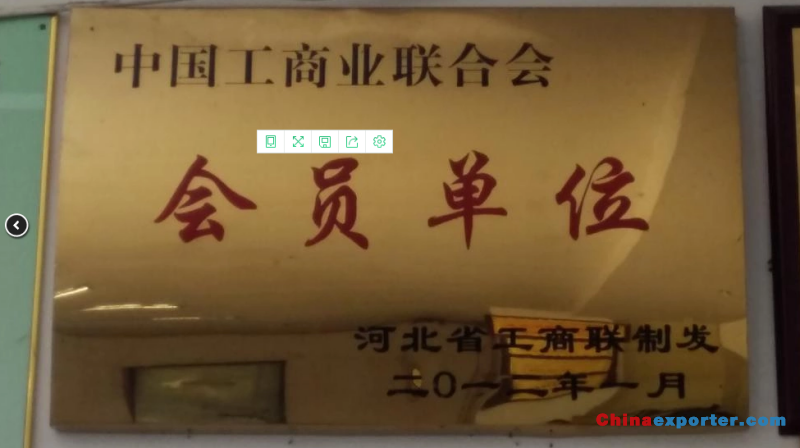 中国工商业联合会
会员单位
河北省工商联制发
二〇一二年一月
Chinaexporter.com